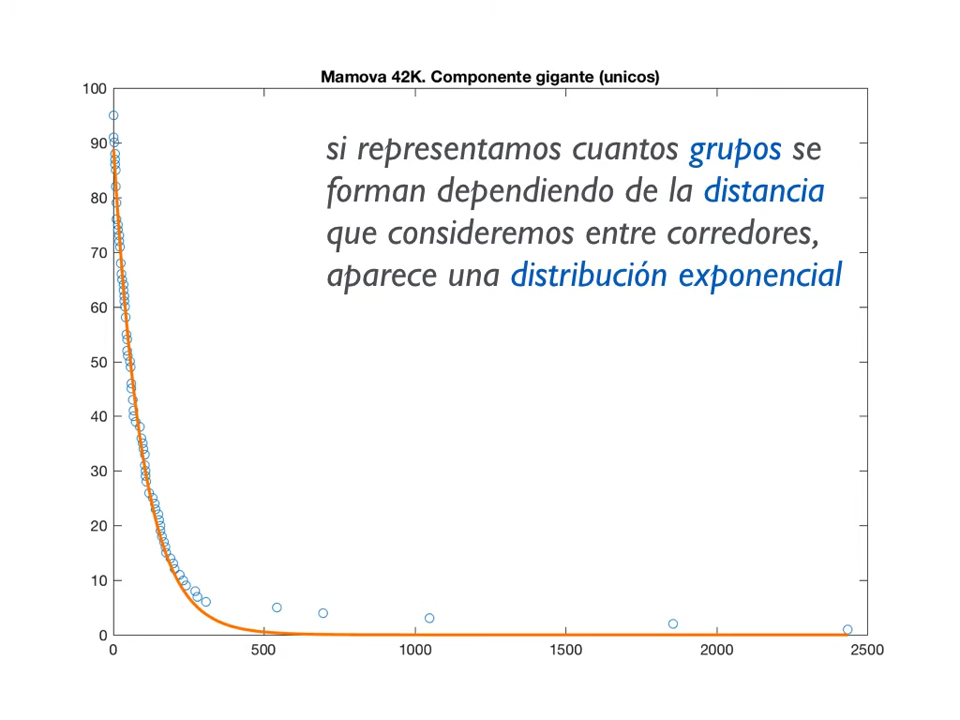 Mamova 42K. Componente gigante (unicos)
si representamos cuantos grupos se
forman dependiendo de la distancia
que consideremos entre corredores,
aparece una distribución exponencial
100
90
80
70
60
50
40
30
20
10
0
0 500 1000 1500 2000 2500